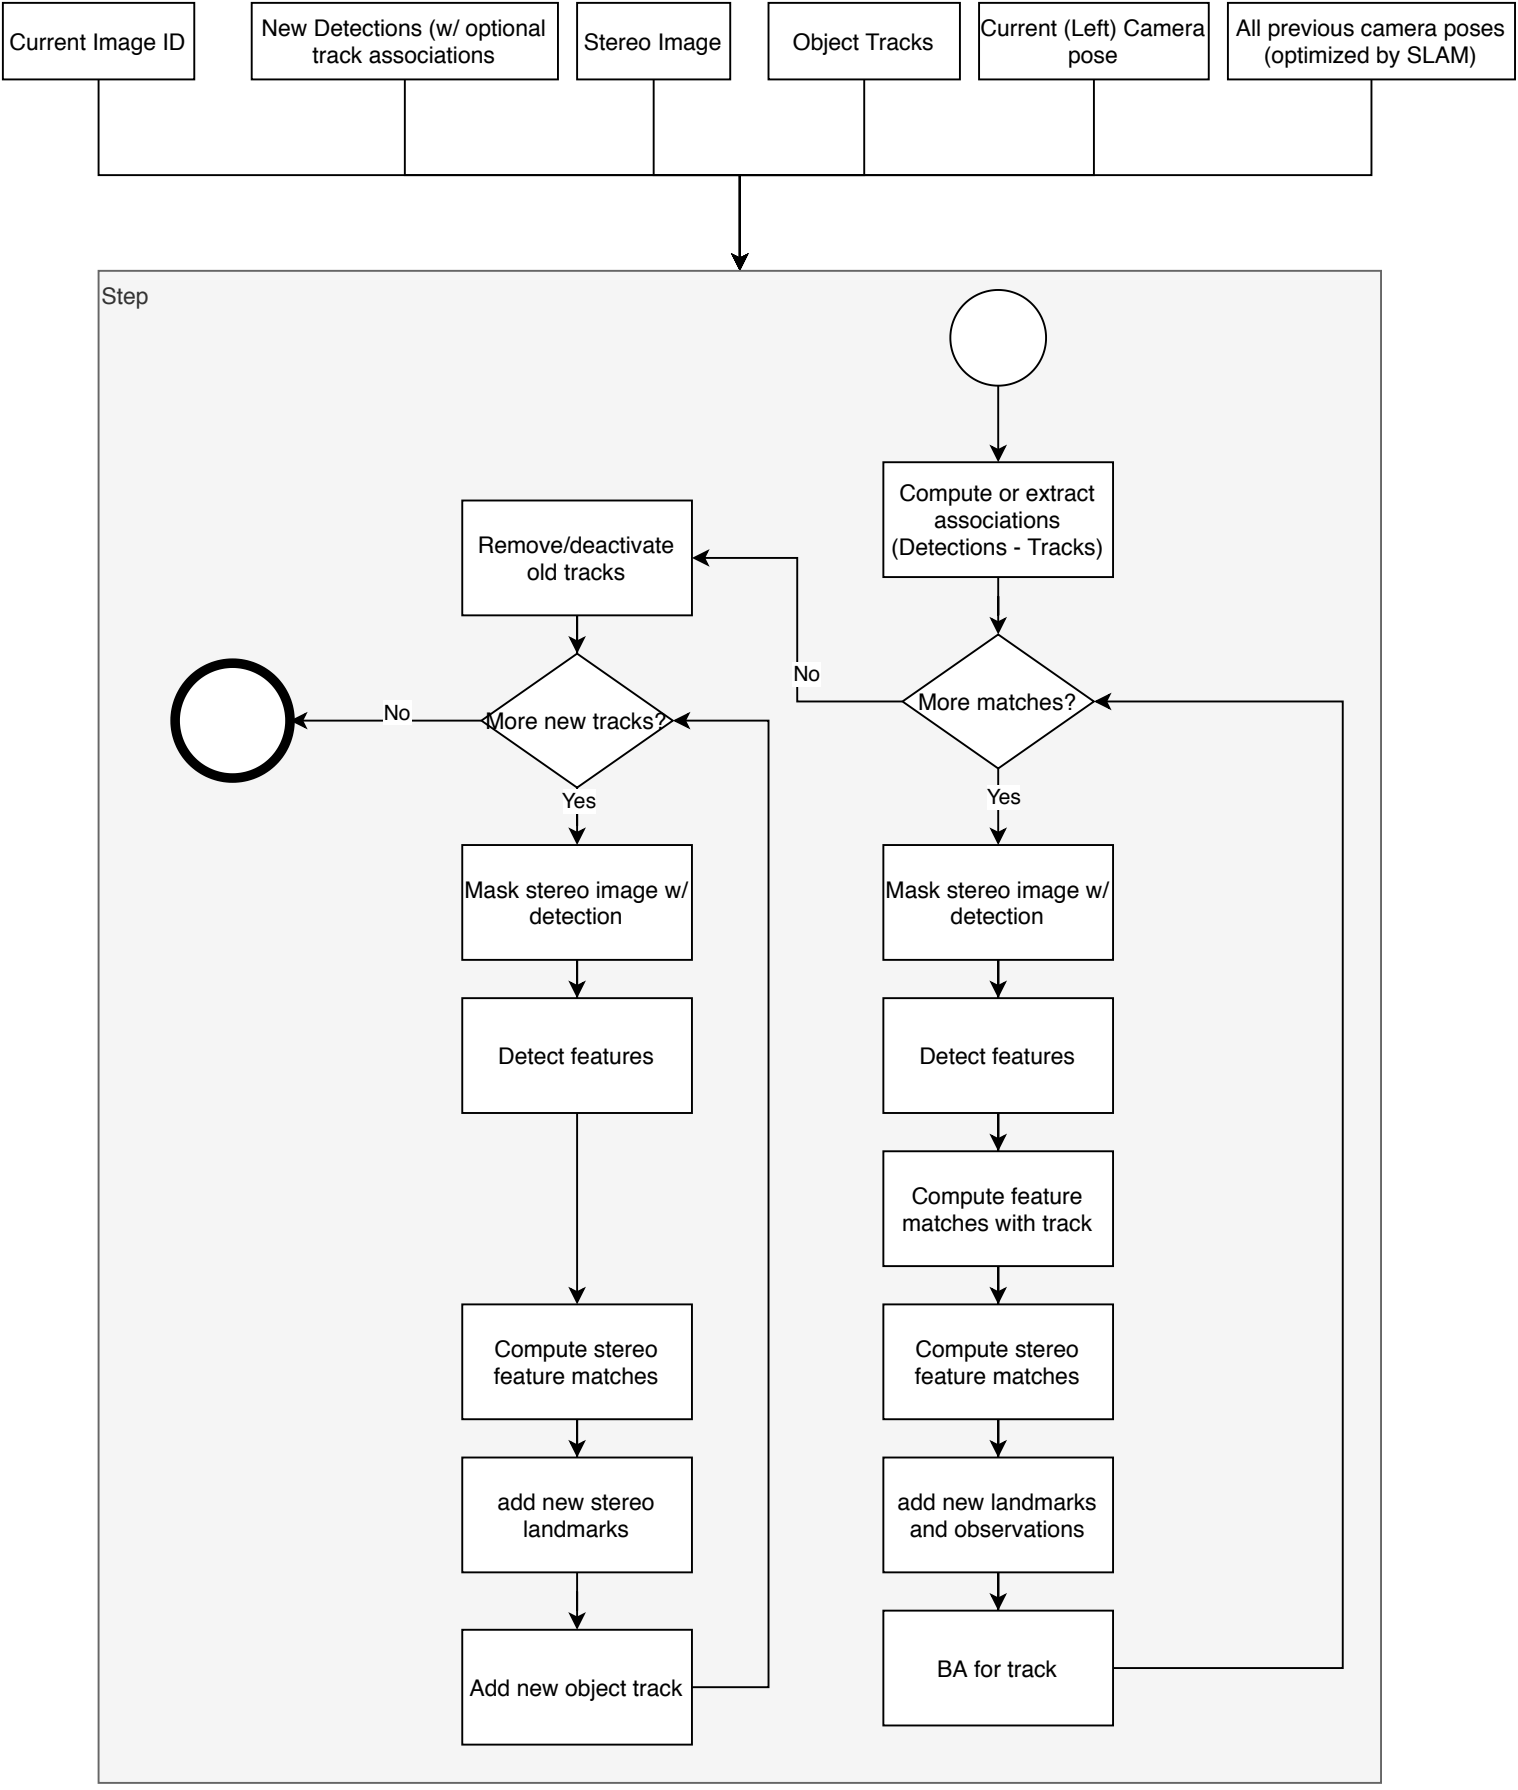 Current Image ID
New Detections (w/ optional
track associations
Stereo Image
Object Tracks
Current (Left) Camera
pose
All previous camera poses
(optimized by SLAM)
Step
Compute or extract
associations
(Detections - Tracks)
Remove/deactivate
old tracks
No
More matches?
No
More new tracks?
Yes
Yes
Mask stereo image w/
detection
Mask stereo image w/
detection
Detect features
Detect features
Compute feature
matches with track
Compute stereo
feature matches
Compute stereo
feature matches
add new stereo
landmarks
add new landmarks
and observations
Add new object track
BA for track